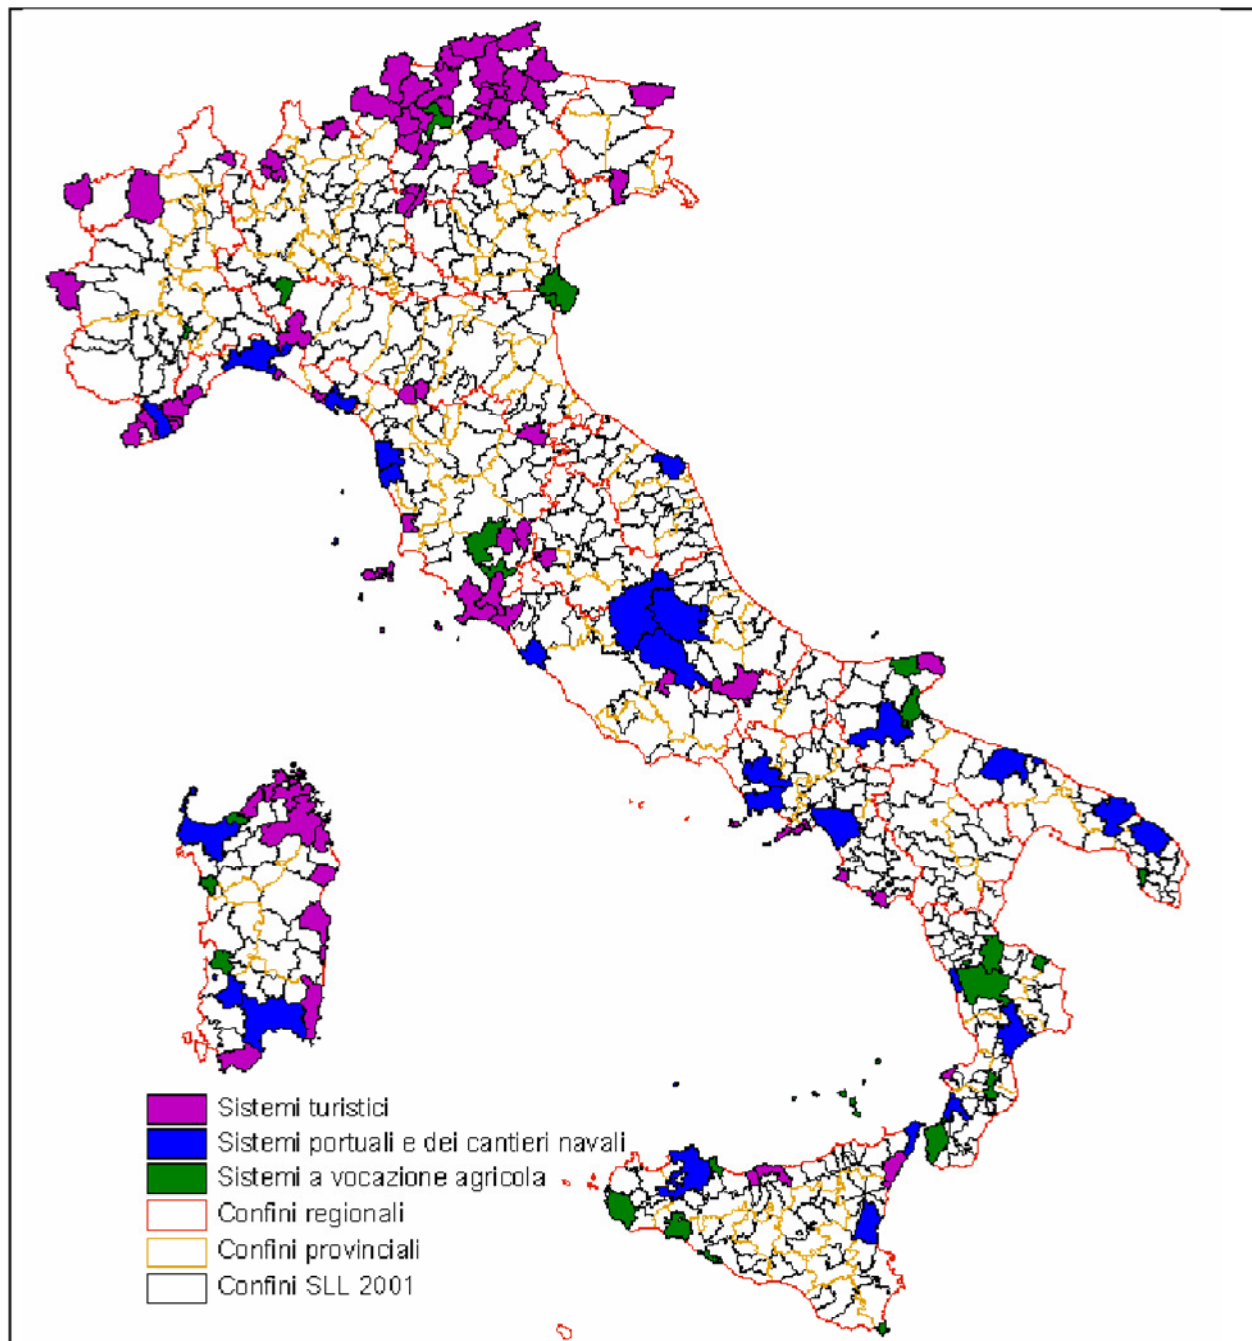 Sistemi turistici
Sistemi portuali e dei cantieri navali
Sistemi a vocazione agricola
Confini regionali
Confini provinciali
Confini SLL 2001